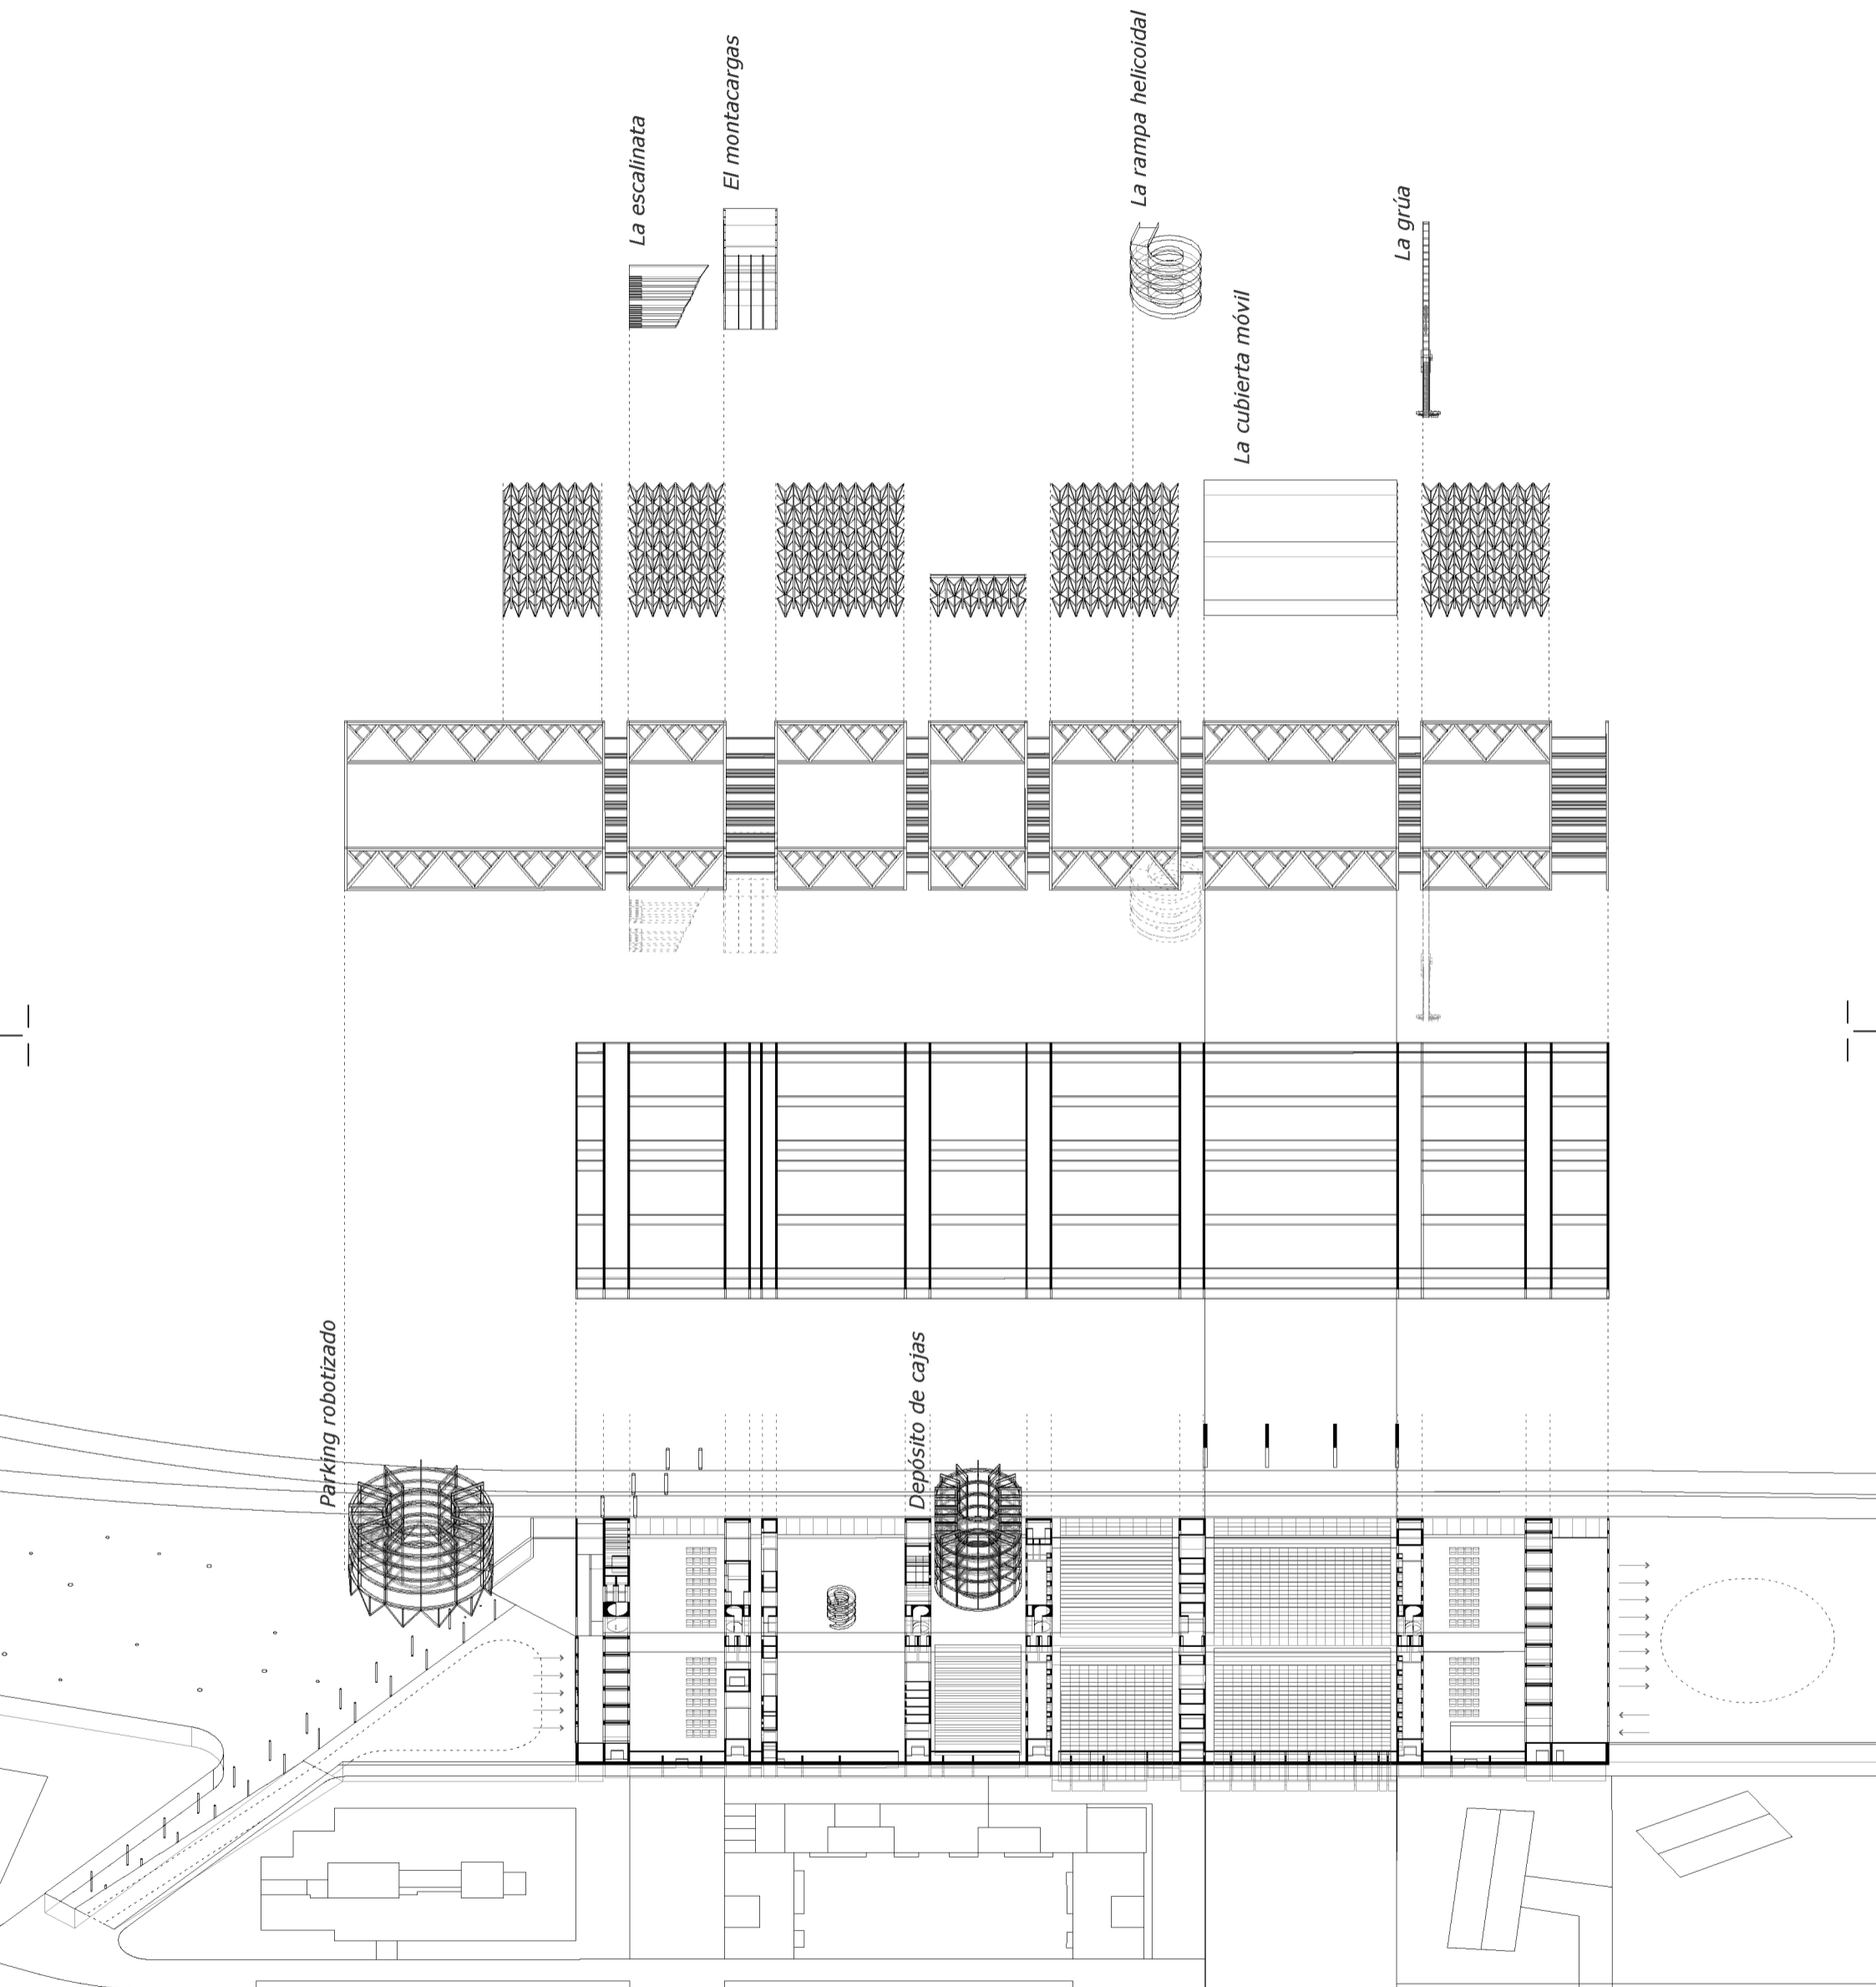 La escalinata
El montacargas
La rampa helicoidal
La grúa
La cubierta móvil
Parking robotizado
Depósito de cajas